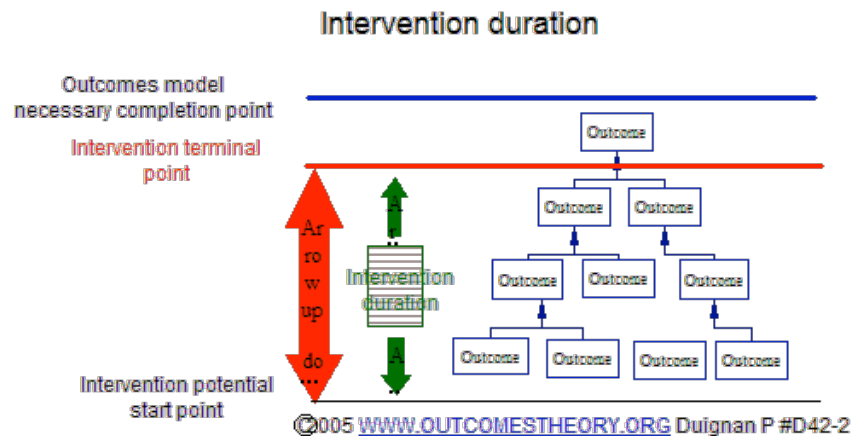 Intervention duration
Outcomes model
necessary completion point
Outcome
Intervention terminal
point
Outcome
Outcome
Ar
ro
w
up
do
...
A
r
Intervention
duration
A
Outcome
Outcome
Outcome
Outcome
Outcome
Outcome
Outcome
Intervention potential
start point
©2005 WWW.OUTCOMESTHEORY.ORG Duignan P #D42-2